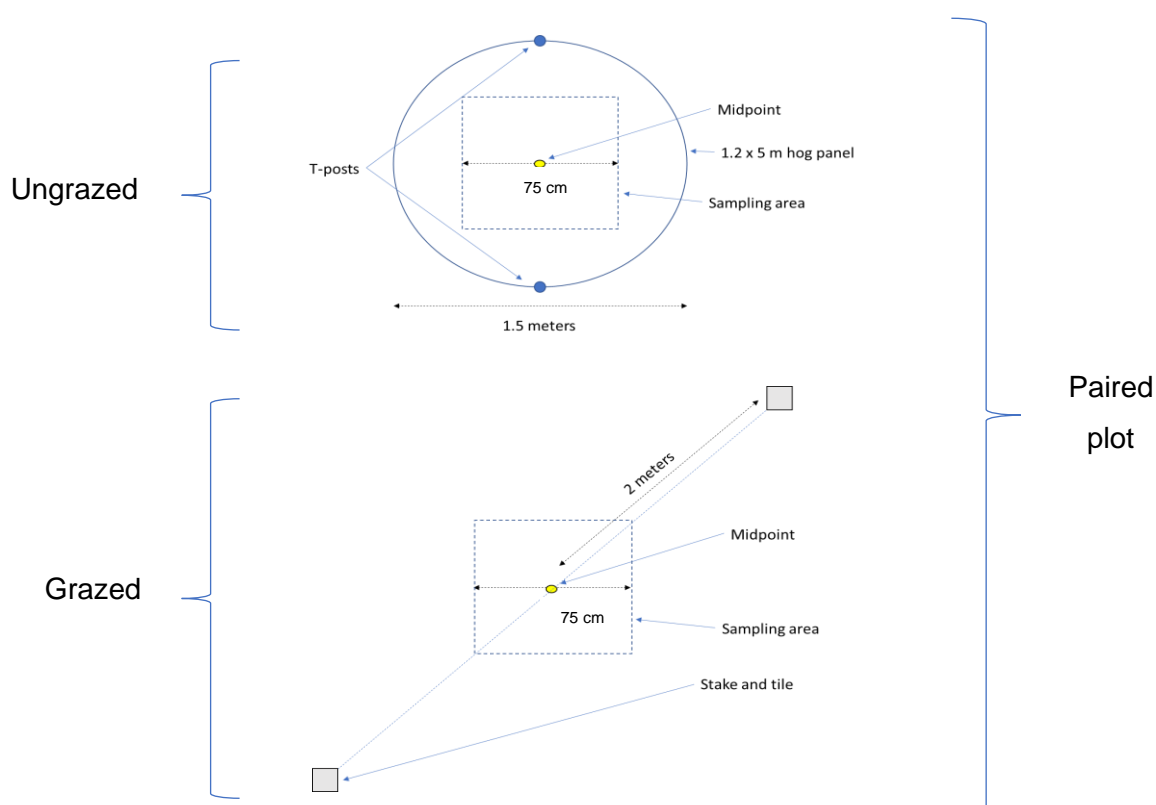 Ungrazed
T-posts
Midpoint
1.2 x 5 m hog panel
75 cm
Sampling area
1.5 meters
Paired
plot
Grazed
2 meters
Midpoint
75 cm
Sampling area
Stake and tile